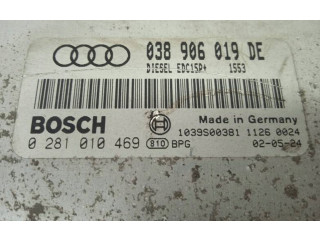 038 906 019 DE
DIESEL EDC15P+ 1553
BOSCH
Made in Germany
1039S00381 1126 0024
0 281 010 469 810 BPG 02-05-24